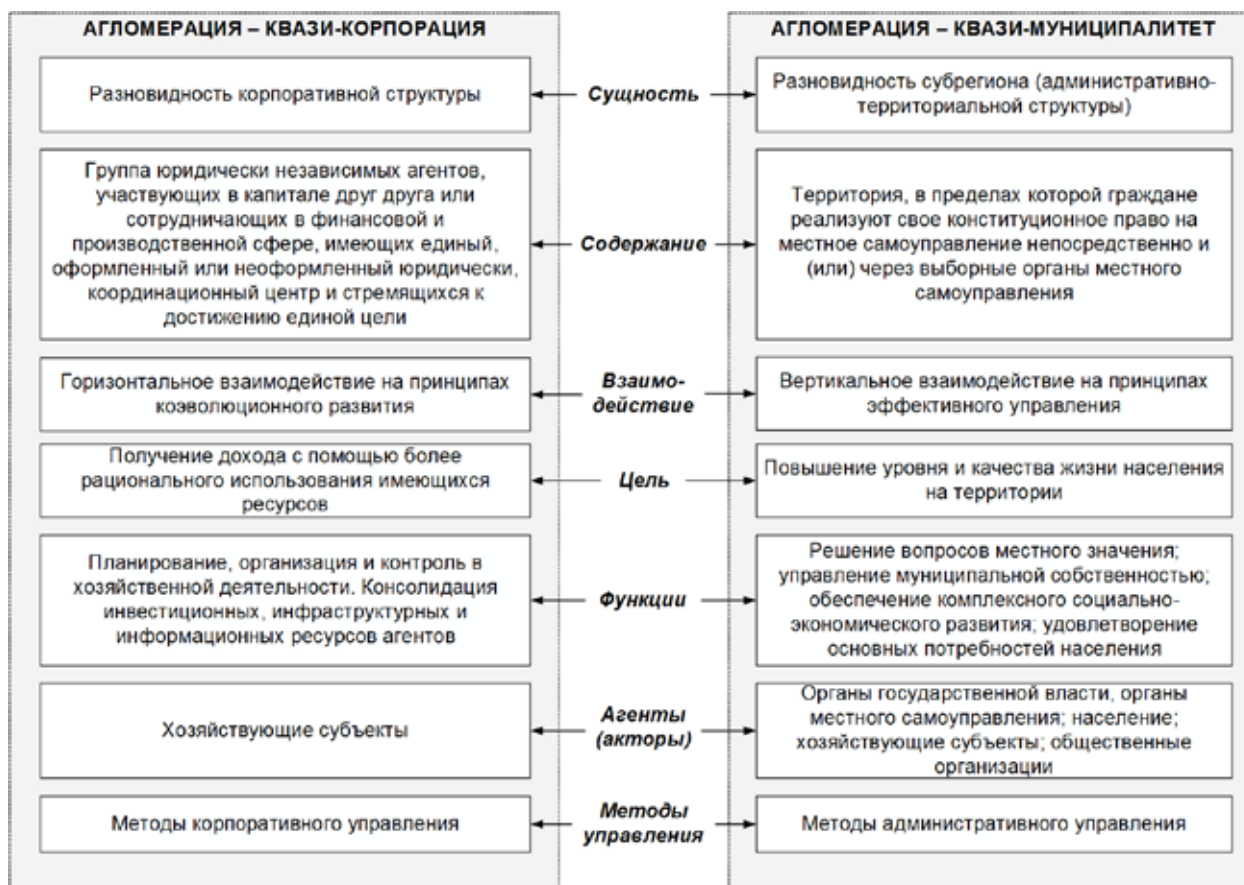 АГЛОМЕРАЦИЯ – КВАЗИ-КОРПОРАЦИЯ
АГЛОМЕРАЦИЯ – КВАЗИ-МУНИЦИПАЛИТЕТ
Разновидность корпоративной структуры
Сущность
Разновидность субрегиона (административно-
территориальной структуры)
Группа юридически независимых агентов,
участвующих в капитале друг друга или
сотрудничающих в финансовой и
производственной сфере, имеющих единый,
оформленный или неоформленный юридически,
координационный центр и стремящихся к
достижению единой цели
Содержание
Территория, в пределах которой граждане
реализуют свое конституционное право на
местное самоуправление непосредственно и
(или) через выборные органы местного
самоуправления
Горизонтальное взаимодействие на принципах
коэволюционного развития
Взаимо-
действие
Вертикальное взаимодействие на принципах
эффективного управления
Получение дохода с помощью более
рационального использования имеющихся
ресурсов
Цель
Повышение уровня и качества жизни населения
на территории
Планирование, организация и контроль в
хозяйственной деятельности. Консолидация
инвестиционных, инфраструктурных и
информационных ресурсов агентов
Функции
Решение вопросов местного значения;
управление муниципальной собственностью;
обеспечение комплексного социально-
экономического развития; удовлетворение
основных потребностей населения
Хозяйствующие субъекты
Агенты
(акторы)
Органы государственной власти, органы
местного самоуправления; население;
хозяйствующие субъекты; общественные
организации
Методы корпоративного управления
Методы
управления
Методы административного управления